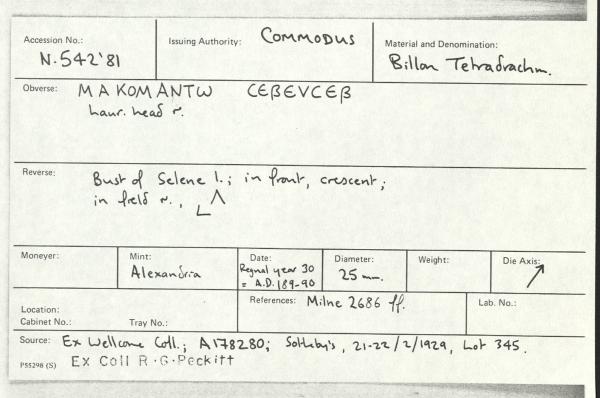 Accession No.: N.542'81
Issuing Authority: COMMODUS
Material and Denomination: Billon Tetradrachm.
Obverse: M A KOMANTω CEβEVCEβ
laur. head r.
Reverse: Bust of Selene l.; in front, crescent;
in field r., L Λ
Moneyer:
Mint: Alexandria
Date: Regnal year 30
= A.D. 189-90
Diameter: 25 mm.
Weight:
Die Axis: ↗
Location:
Cabinet No.: Tray No.:
References: Milne 2686 ff.
Lab. No.:
Source: Ex Wellcome Coll.; A178280; Sotheby's, 21-22/2/1929, Lot 345.
P55298 (S) Ex Coll R.G.Peckitt